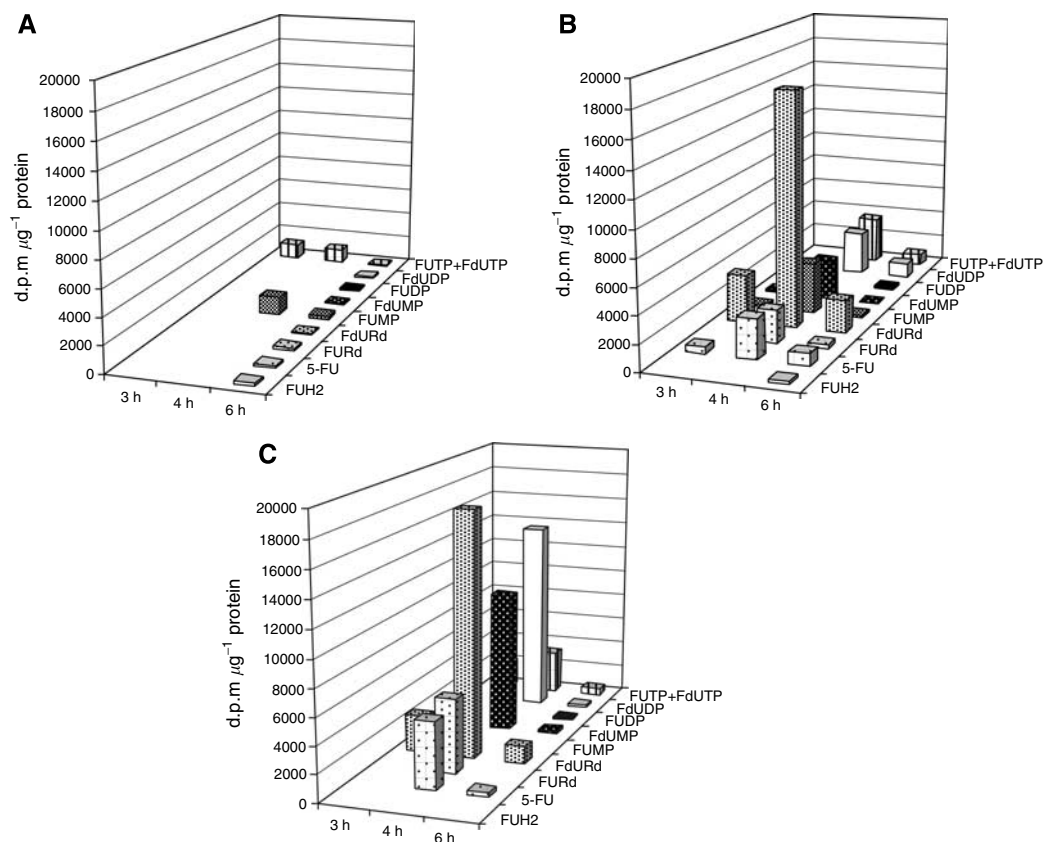 A
d.p.m µg⁻¹ protein
20000
18000
16000
14000
12000
10000
8000
6000
4000
2000
0
3 h
4 h
6 h
FUTP+FdUTP
FdUDP
FUDP
FdUMP
FUMP
FdURd
FURd
5-FU
FUH2
B
d.p.m µg⁻¹ protein
20000
18000
16000
14000
12000
10000
8000
6000
4000
2000
0
3 h
4 h
6 h
FUTP+FdUTP
FdUDP
FUDP
FdUMP
FUMP
FdURd
FURd
5-FU
FUH2
C
d.p.m µg⁻¹ protein
20000
18000
16000
14000
12000
10000
8000
6000
4000
2000
0
3 h
4 h
6 h
FUTP+FdUTP
FdUDP
FUDP
FdUMP
FUMP
FdURd
FURd
5-FU
FUH2